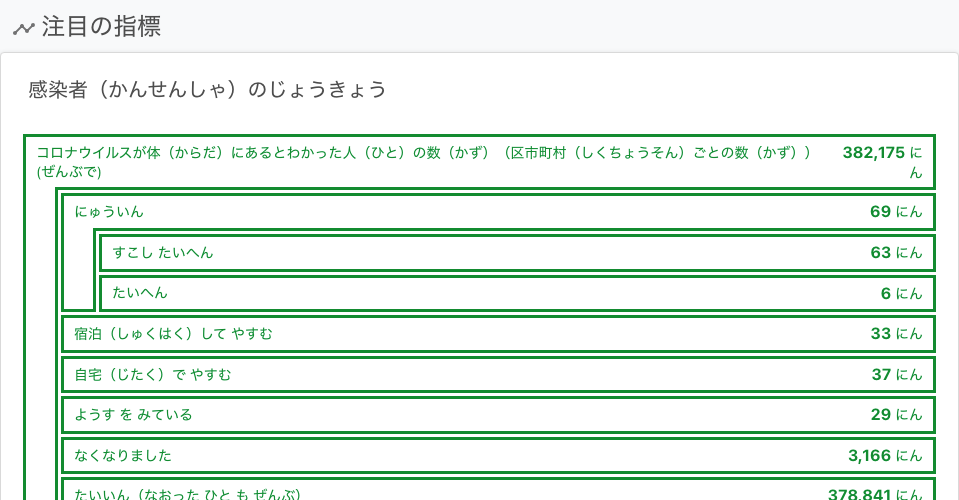 注目の指標
感染者（かんせんしゃ）のじょうきょう
コロナウイルスが体（からだ）にあるとわかった人（ひと）の数（かず）（区市町村（しくちょうそん）ごとの数（かず）） 382,175 に
(ぜんぶで) ん
にゅういん 69 にん
すこし たいへん 63 にん
たいへん 6 にん
宿泊（しゅくはく）して やすむ 33 にん
自宅（じたく）で やすむ 37 にん
ようす を みている 29 にん
なくなりました 3,166 にん
たいいん（なおった ひと も ぜんぶ） 378,841 にん